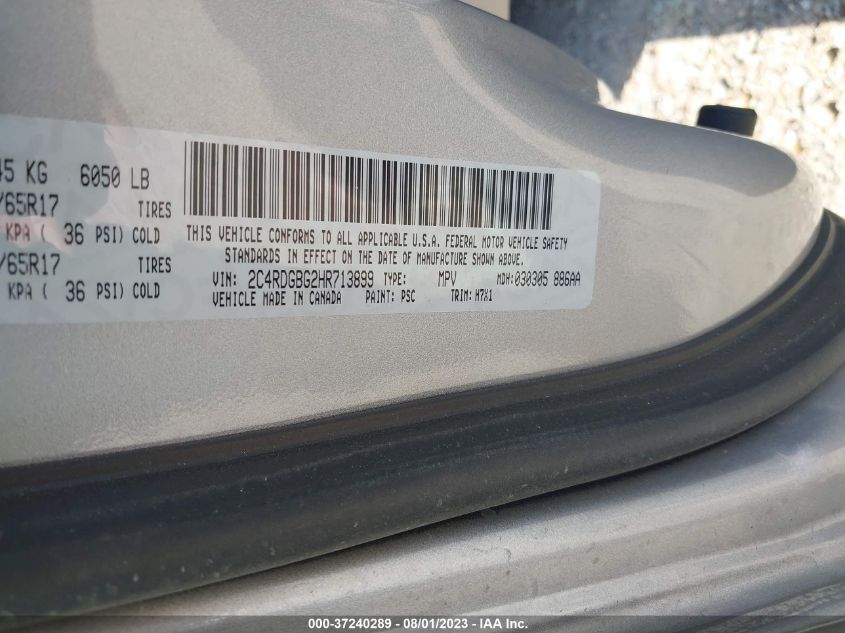 45 KG 6050 LB
/65R17 TIRES
KPA ( 36 PSI) COLD
/65R17 TIRES
KPA ( 36 PSI) COLD
THIS VEHICLE CONFORMS TO ALL APPLICABLE U.S.A. FEDERAL MOTOR VEHICLE SAFETY
STANDARDS IN EFFECT ON THE DATE OF MANUFACTURE SHOWN ABOVE.
VIN: 2C4RDGBG2HR713899 TYPE: MPV MDH:030305 886AA
VEHICLE MADE IN CANADA PAINT: PSC TRIM: H7X1
000-37240289 - 08/01/2023 - IAA Inc.